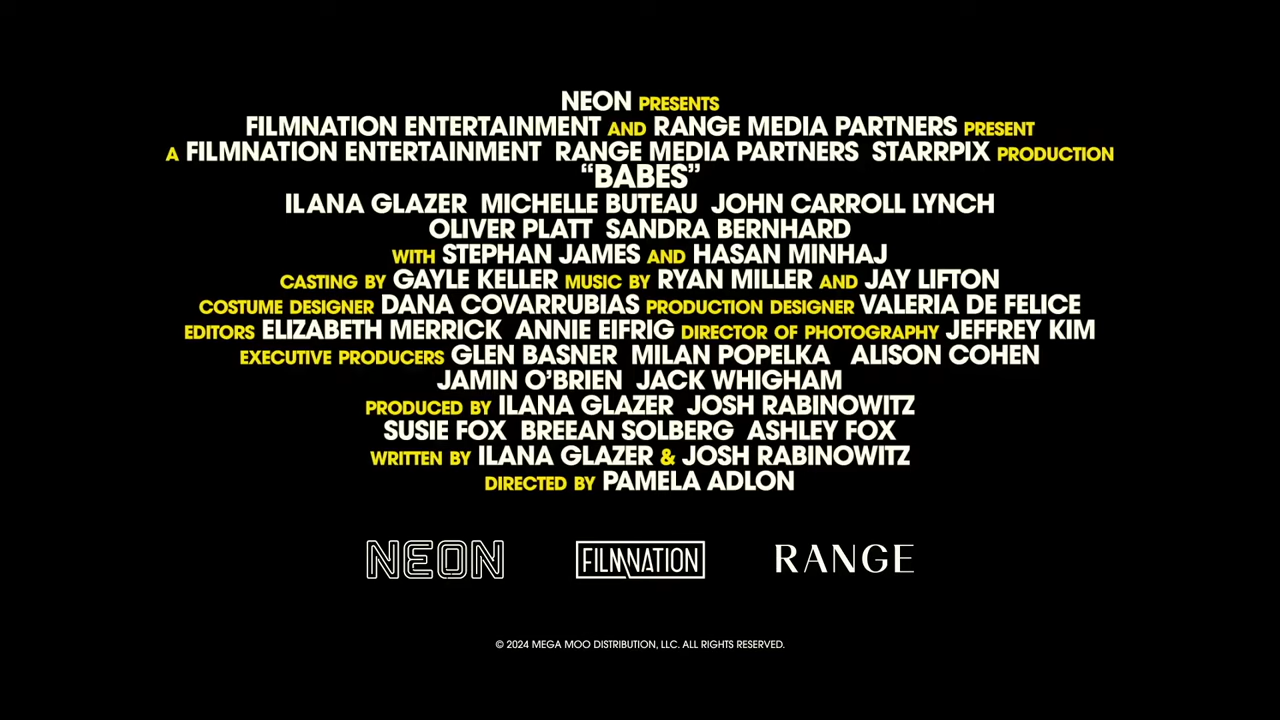 NEON PRESENTS
FILMNATION ENTERTAINMENT AND RANGE MEDIA PARTNERS PRESENT
A FILMNATION ENTERTAINMENT RANGE MEDIA PARTNERS STARRPIX PRODUCTION
“BABES”
ILANA GLAZER MICHELLE BUTEAU JOHN CARROLL LYNCH
OLIVER PLATT SANDRA BERNHARD
WITH STEPHAN JAMES AND HASAN MINHAJ
CASTING BY GAYLE KELLER MUSIC BY RYAN MILLER AND JAY LIFTON
COSTUME DESIGNER DANA COVARRUBIAS PRODUCTION DESIGNER VALERIA DE FELICE
EDITORS ELIZABETH MERRICK ANNIE EIFRIG DIRECTOR OF PHOTOGRAPHY JEFFREY KIM
EXECUTIVE PRODUCERS GLEN BASNER MILAN POPELKA ALISON COHEN
JAMIN O’BRIEN JACK WHIGHAM
PRODUCED BY ILANA GLAZER JOSH RABINOWITZ
SUSIE FOX BREEAN SOLBERG ASHLEY FOX
WRITTEN BY ILANA GLAZER & JOSH RABINOWITZ
DIRECTED BY PAMELA ADLON
NEON FILMNATION RANGE
© 2024 MEGA MOO DISTRIBUTION, LLC. ALL RIGHTS RESERVED.